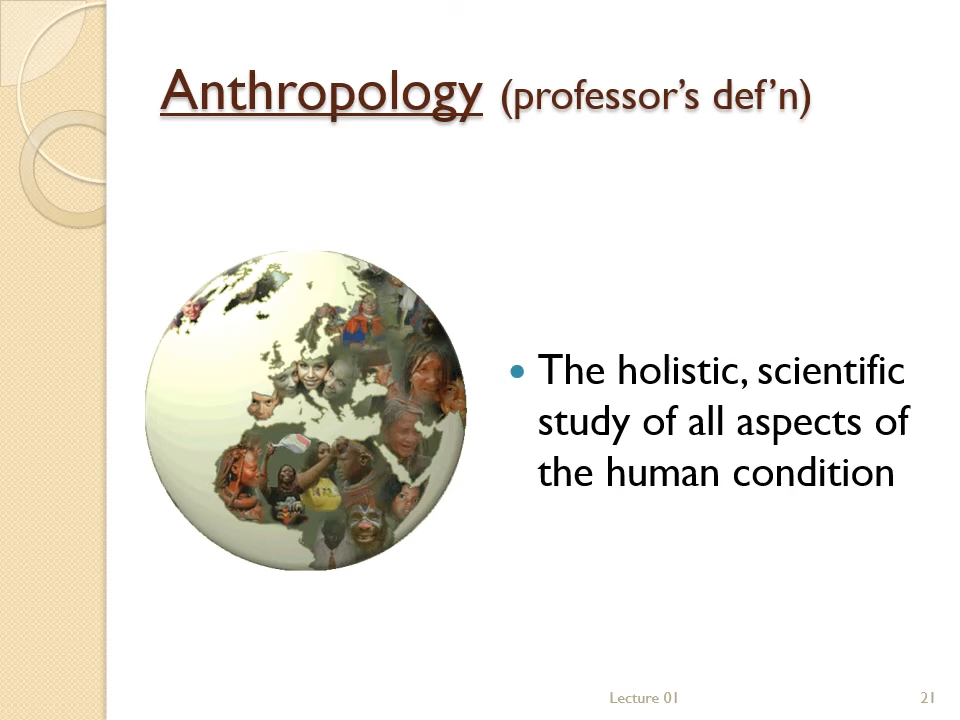 Anthropology (professor’s def’n)
• The holistic, scientific
study of all aspects of
the human condition
Lecture 01
21